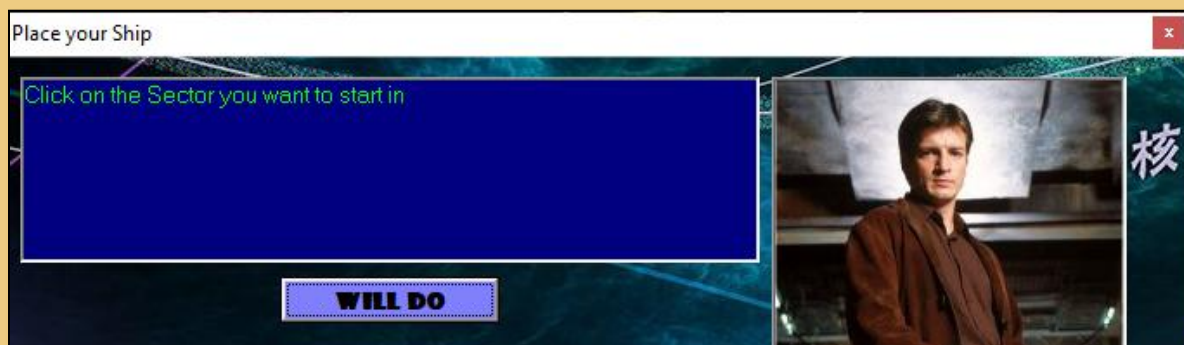 Place your Ship
x
Click on the Sector you want to start in
核
WILL DO